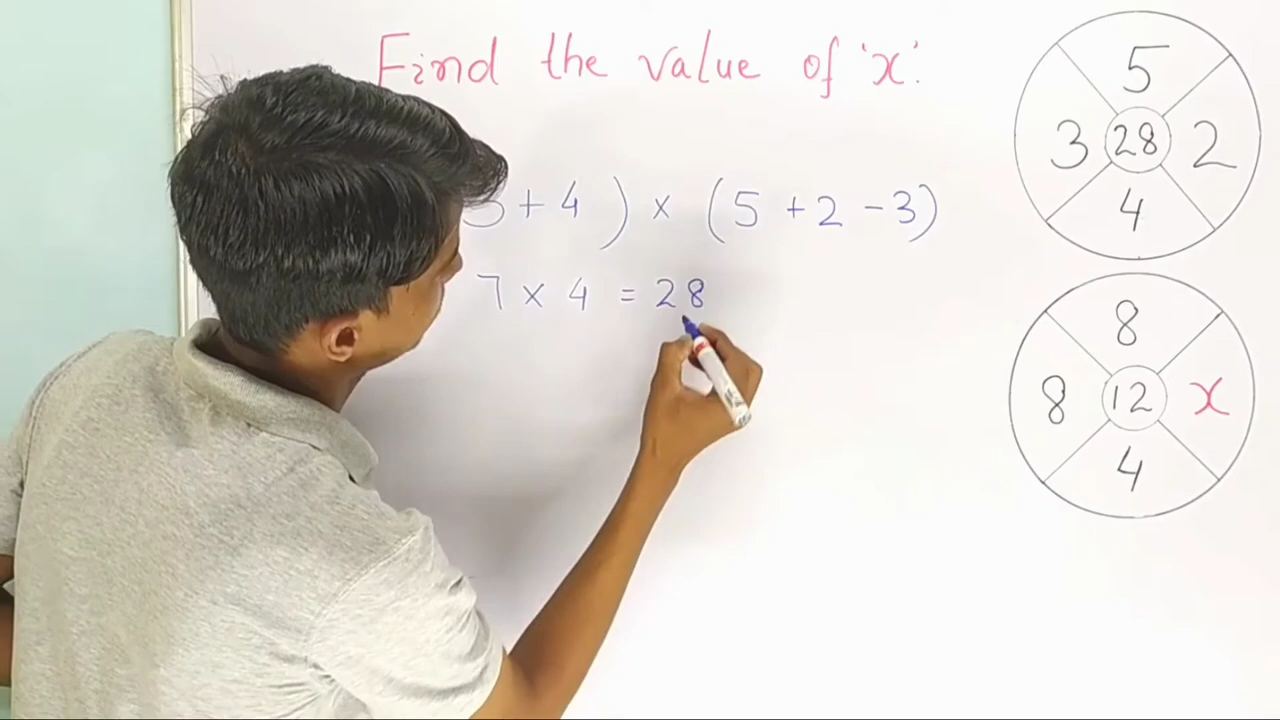 Find the value of 'x'.
+ 4 ) × ( 5 + 2 - 3 )
7 × 4 = 28
5
3 28 2
4
8
8 12 x
4